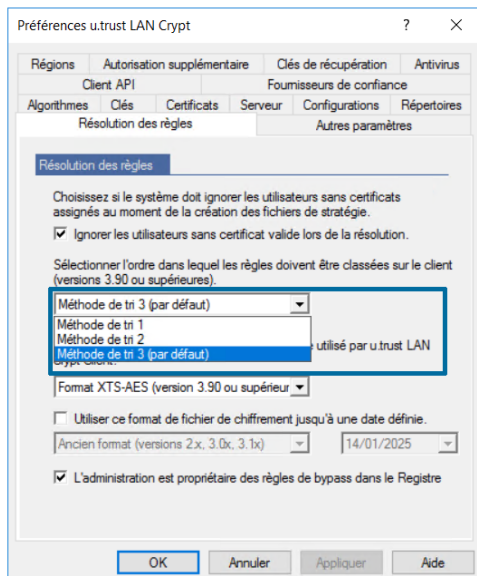 Préférences u.trust LAN Crypt
?
Régions Autorisation supplémentaire Clés de récupération Antivirus
Client API Fournisseurs de confiance
Algorithmes Clés Certificats Serveur Configurations Répertoires
Résolution des règles Autres paramètres
Résolution des règles
Choisissez si le système doit ignorer les utilisateurs sans certificats
assignés au moment de la création des fichiers de stratégie.
Ignorer les utilisateurs sans certificat valide lors de la résolution.
Sélectionner l'ordre dans lequel les règles doivent être classées sur le client
(versions 3.90 ou supérieures).
Méthode de tri 3 (par défaut)
Méthode de tri 1
Méthode de tri 2
Méthode de tri 3 (par défaut)
utilisé par u.trust LAN
Crypt Client.
Format XTS-AES (version 3.90 ou supérieur
Utiliser ce format de fichier de chiffrement jusqu'à une date définie.
Ancien format (versions 2.x, 3.0x, 3.1x) 14/01/2025
L'administration est propriétaire des règles de bypass dans le Registre
OK Annuler Appliquer Aide